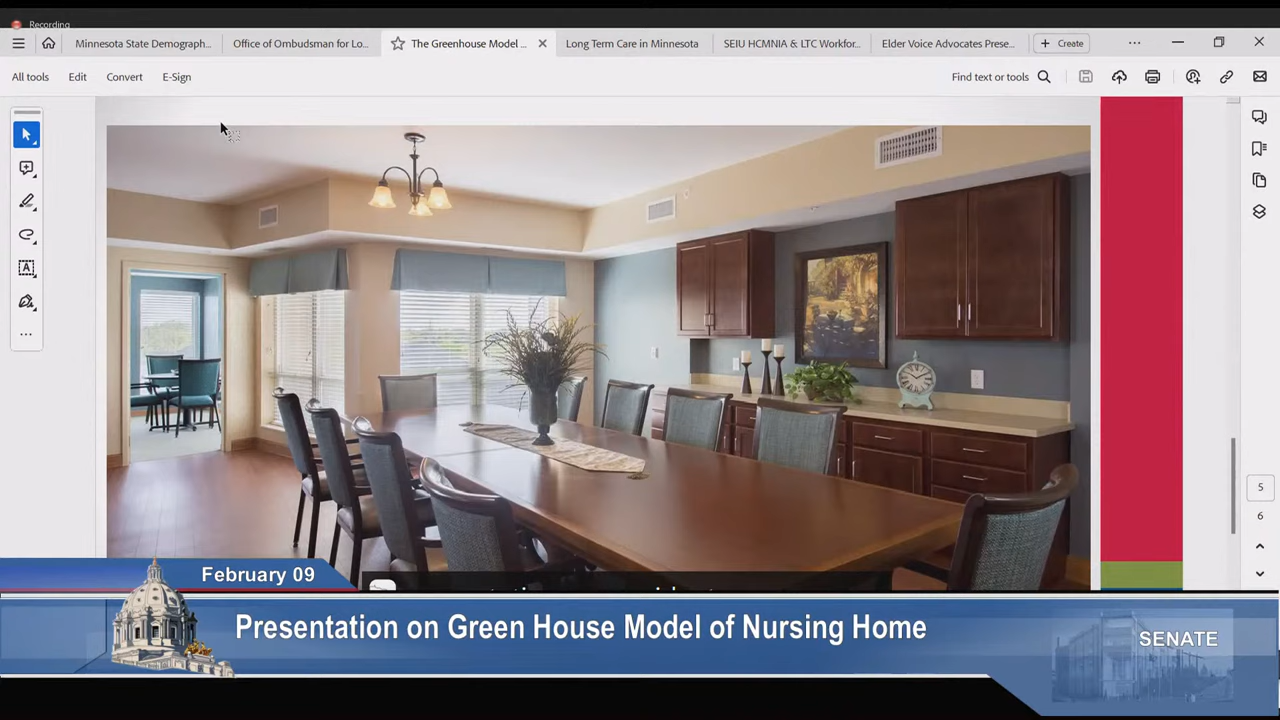 Recording
Minnesota State Demograph...
Office of Ombudsman for Lo...
The Greenhouse Model ...
Long Term Care in Minnesota
SEIU HCMNIA & LTC Workfor...
Elder Voice Advocates Prese...
Create
All tools
Edit
Convert
E-Sign
Find text or tools
5
6
February 09
Presentation on Green House Model of Nursing Home
SENATE